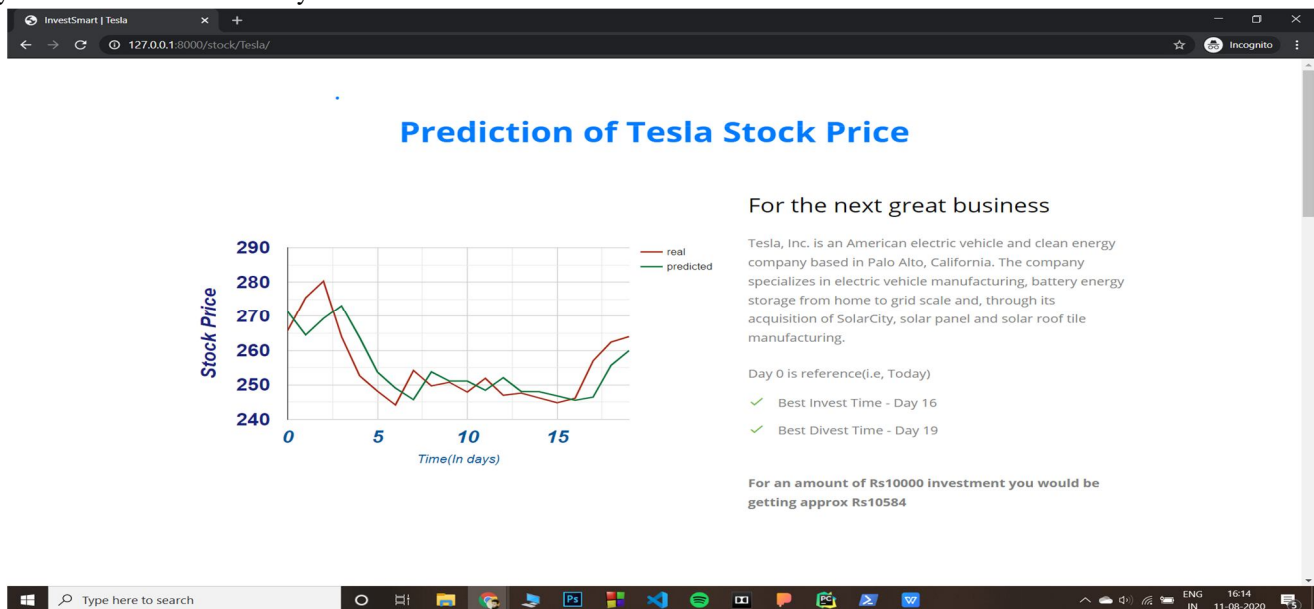 InvestSmart | Tesla
127.0.0.1:8000/stock/Tesla/
Incognito
Prediction of Tesla Stock Price
290
280
270
260
250
240
Stock Price
0 5 10 15
Time(In days)
real
predicted
For the next great business
Tesla, Inc. is an American electric vehicle and clean energy
company based in Palo Alto, California. The company
specializes in electric vehicle manufacturing, battery energy
storage from home to grid scale and, through its
acquisition of SolarCity, solar panel and solar roof tile
manufacturing.
Day 0 is reference(i.e, Today)
Best Invest Time - Day 16
Best Divest Time - Day 19
For an amount of Rs10000 investment you would be
getting approx Rs10584
Type here to search
Ps
PC
ENG
IN
16:14
11-08-2020
5